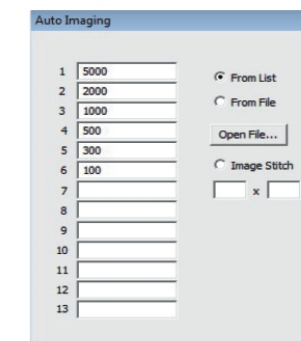 Auto Imaging
1 5000
2 2000
3 1000
4 500
5 300
6 100
7
8
9
10
11
12
13
From List
From File
Open File...
Image Stitch
x